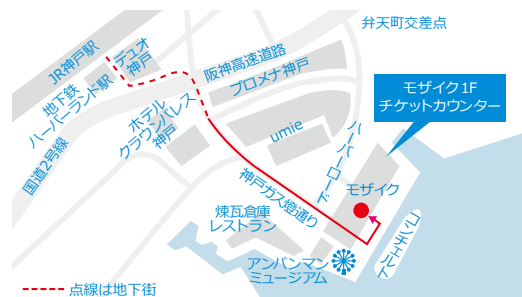 弁天町交差点
JR神戸駅
デュオ
神戸
阪神高速道路
プロメナ神戸
モザイク1F
チケットカウンター
地下鉄
ハーバーランド駅
ホテル
クラウンパレス
神戸
国道2号線
umie
ハーバーロード
神戸ガス燈通り
モザイク
煉瓦倉庫
レストラン
コンチェルト
アンパンマン
ミュージアム
点線は地下街